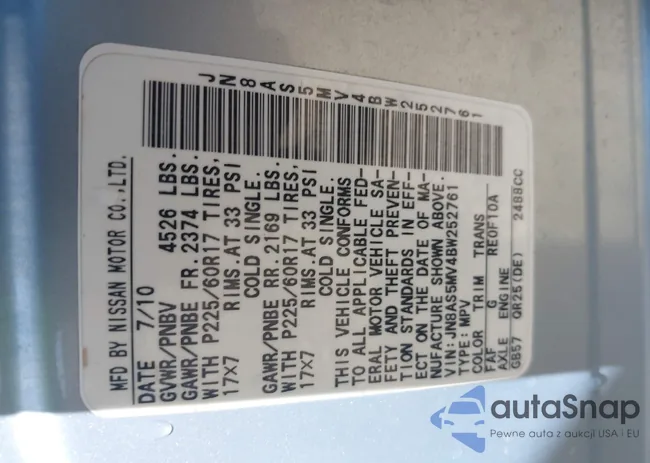 MFD BY NISSAN MOTOR CO.,LTD.
DATE 7/10
GVWR/PNBV 4526 LBS.
GAWR/PNBE FR. 2374 LBS.
WITH P225/60R17 TIRES,
17X7 RIMS.AT 33 PSI
COLD SINGLE.
GAWR/PNBE RR. 2169 LBS.
WITH P225/60R17 TIRES,
17X7 RIMS.AT 33 PSI
COLD SINGLE.
THIS VEHICLE CONFORMS
TO ALL APPLICABLE FED-
ERAL MOTOR VEHICLE SA-
FETY AND THEFT PREVEN-
TION STANDARDS IN EFF-
ECT ON THE DATE OF MA-
NUFACTURE SHOWN ABOVE.
VIN: JN8AS5MV4BW252761
TYPE: MPV
COLOR TRIM TRANS
FAF G RE0F10A
AXLE ENGINE
GB57 QR25(DE) 2488CC
JN8AS5MV4BW252761
autaSnap
Pewne auta z aukcji USA i EU